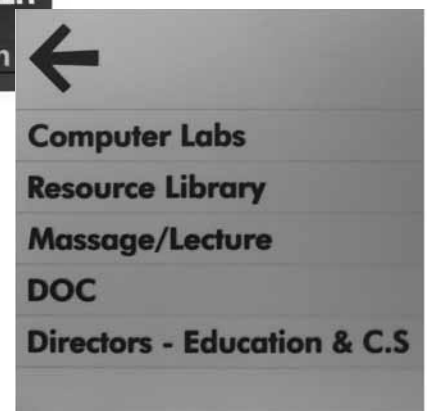 Computer Labs
Resource Library
Massage/Lecture
DOC
Directors - Education & C.S